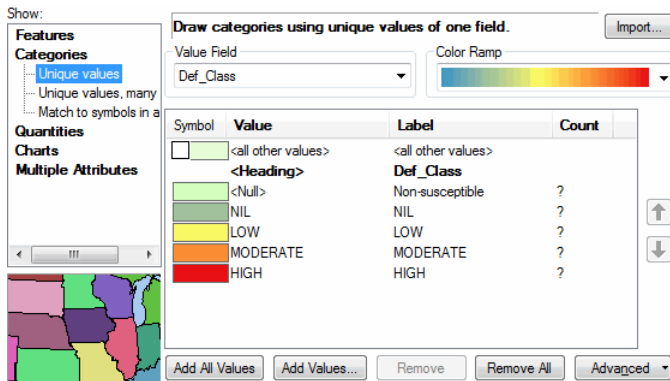 Show:
Features
Categories
Unique values
Unique values, many
Match to symbols in a
Quantities
Charts
Multiple Attributes
Draw categories using unique values of one field.
Import...
Value Field
Color Ramp
Def_Class
Symbol Value Label Count
<all other values> <all other values>
<Heading> Def_Class
<Null> Non-susceptible ?
NIL NIL ?
LOW LOW ?
MODERATE MODERATE ?
HIGH HIGH ?
Add All Values Add Values... Remove Remove All Advanced